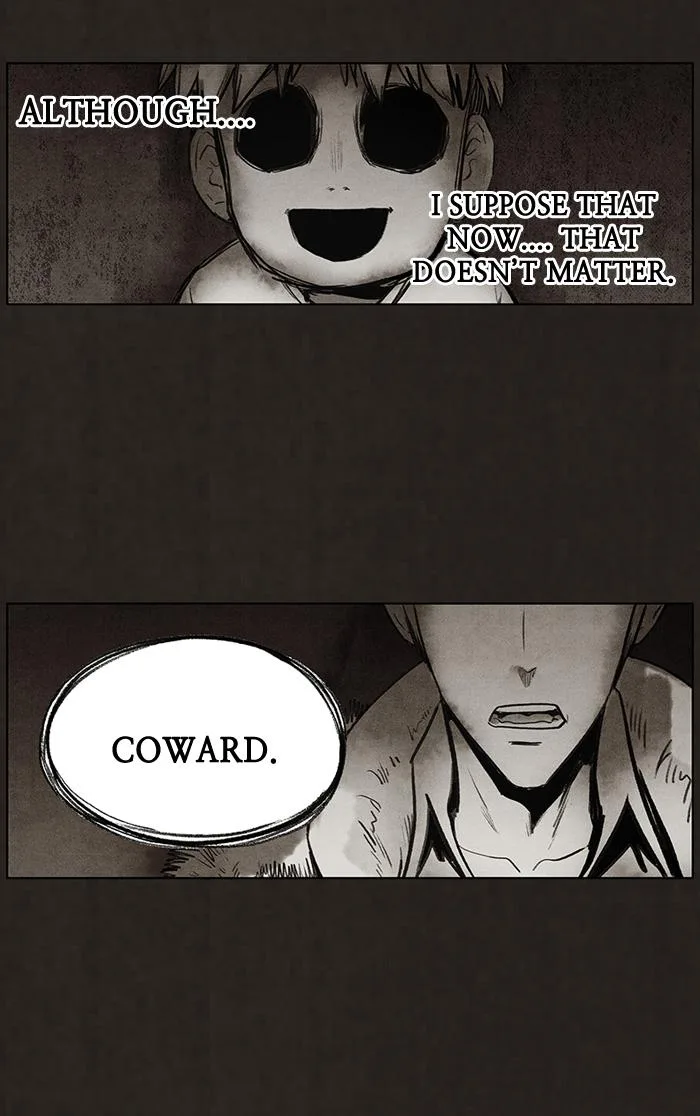 ALTHOUGH....
I SUPPOSE THAT
NOW.... THAT
DOESN'T MATTER.
COWARD.